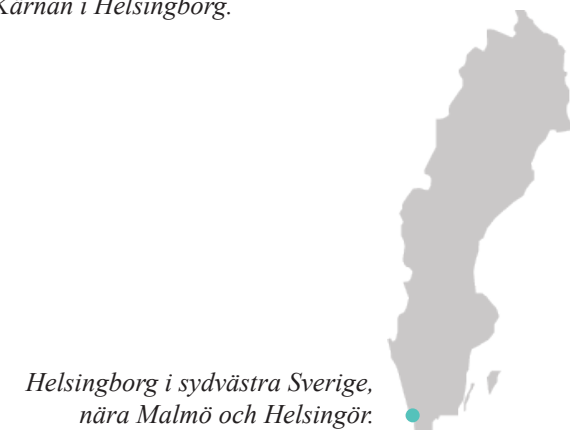 Kärnan i Helsingborg.
Helsingborg i sydvästra Sverige,
nära Malmö och Helsingör.